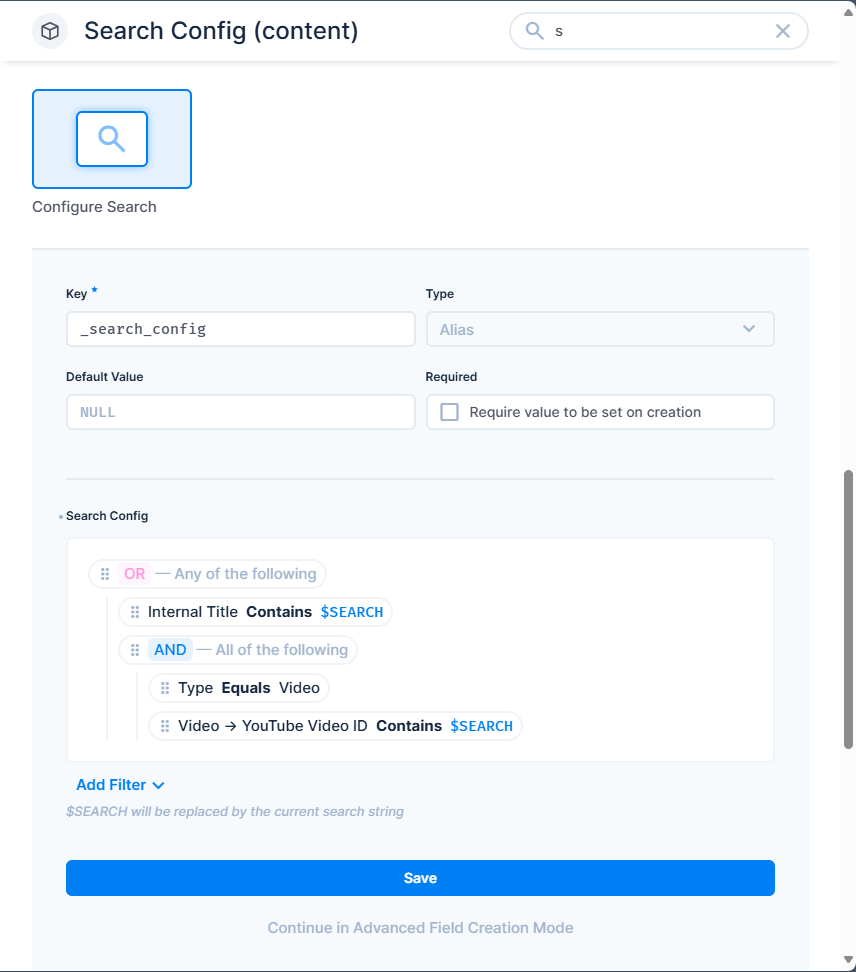 Search Config (content)
s
Configure Search
Key *
Type
_search_config
Alias
Default Value
Required
NULL
Require value to be set on creation
Search Config
OR — Any of the following
Internal Title Contains $SEARCH
AND — All of the following
Type Equals Video
Video → YouTube Video ID Contains $SEARCH
Add Filter
$SEARCH will be replaced by the current search string
Save
Continue in Advanced Field Creation Mode